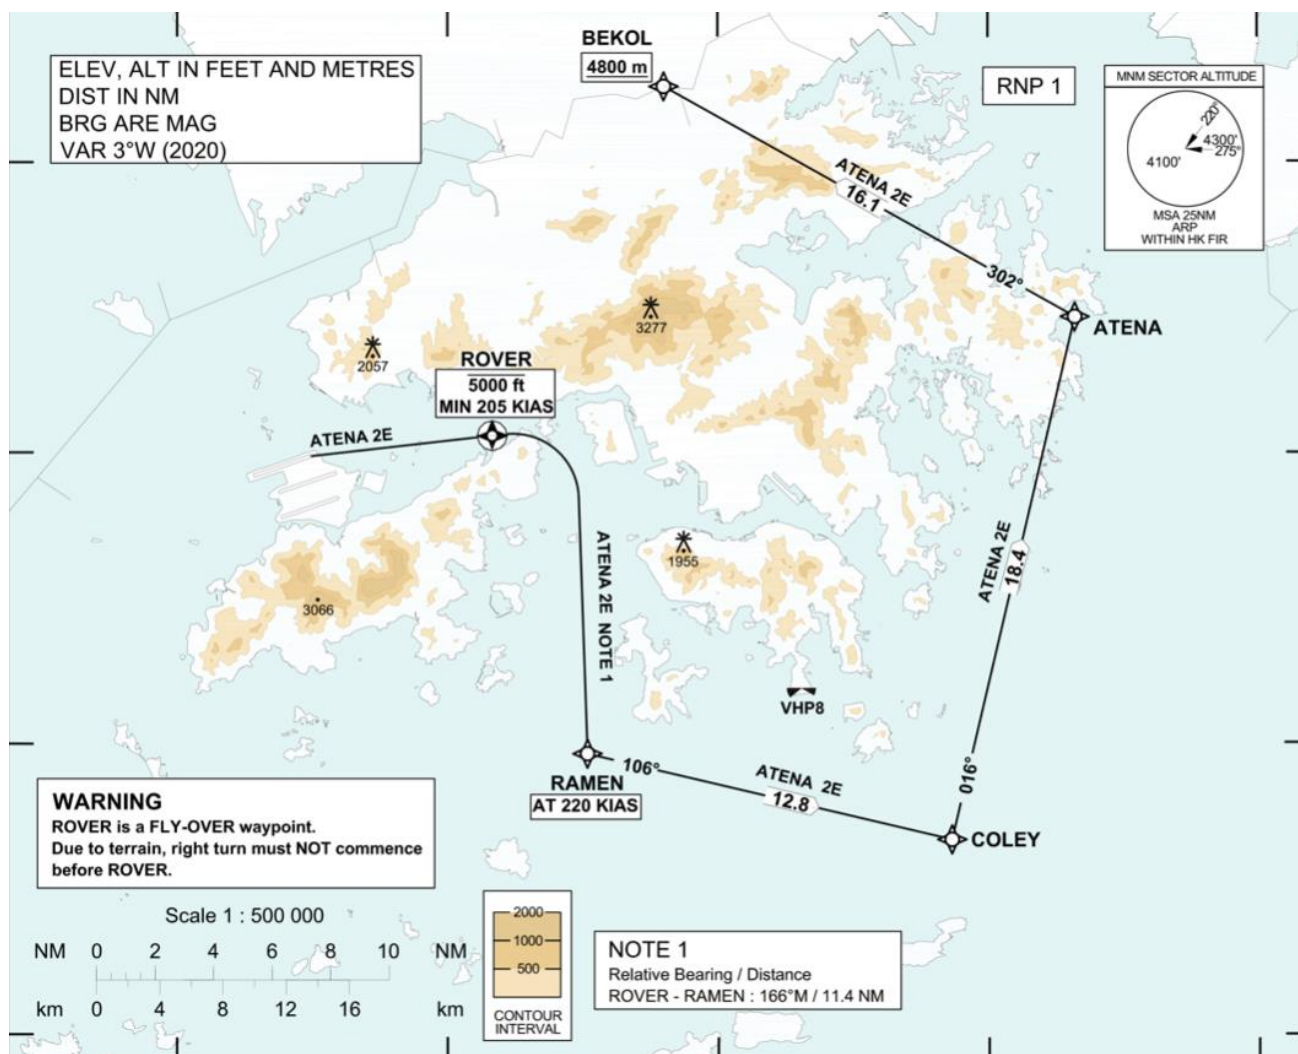 BEKOL
4800 m
ELEV, ALT IN FEET AND METRES
DIST IN NM
BRG ARE MAG
VAR 3°W (2020)
RNP 1
MNM SECTOR ALTITUDE
220°
4300'
275°
4100'
MSA 25NM
ARP
WITHIN HK FIR
ATENA 2E
16.1
302°
ATENA
3277
2057
ROVER
5000 ft
MIN 205 KIAS
ATENA 2E
ATENA 2E NOTE 1
1955
3066
ATENA 2E
18.4
016°
VHP8
RAMEN
AT 220 KIAS
106°
ATENA 2E
12.8
COLEY
WARNING
ROVER is a FLY-OVER waypoint.
Due to terrain, right turn must NOT commence
before ROVER.
Scale 1 : 500 000
NM 0 2 4 6 8 10 NM
km 0 4 8 12 16 km
2000
1000
500
CONTOUR
INTERVAL
NOTE 1
Relative Bearing / Distance
ROVER - RAMEN : 166°M / 11.4 NM